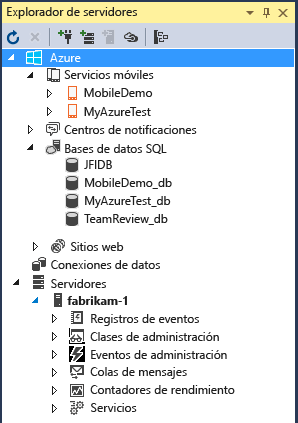 Explorador de servidores
Azure
Servicios móviles
MobileDemo
MyAzureTest
Centros de notificaciones
Bases de datos SQL
JFIDB
MobileDemo_db
MyAzureTest_db
TeamReview_db
Sitios web
Conexiones de datos
Servidores
fabrikam-1
Registros de eventos
Clases de administración
Eventos de administración
Colas de mensajes
Contadores de rendimiento
Servicios